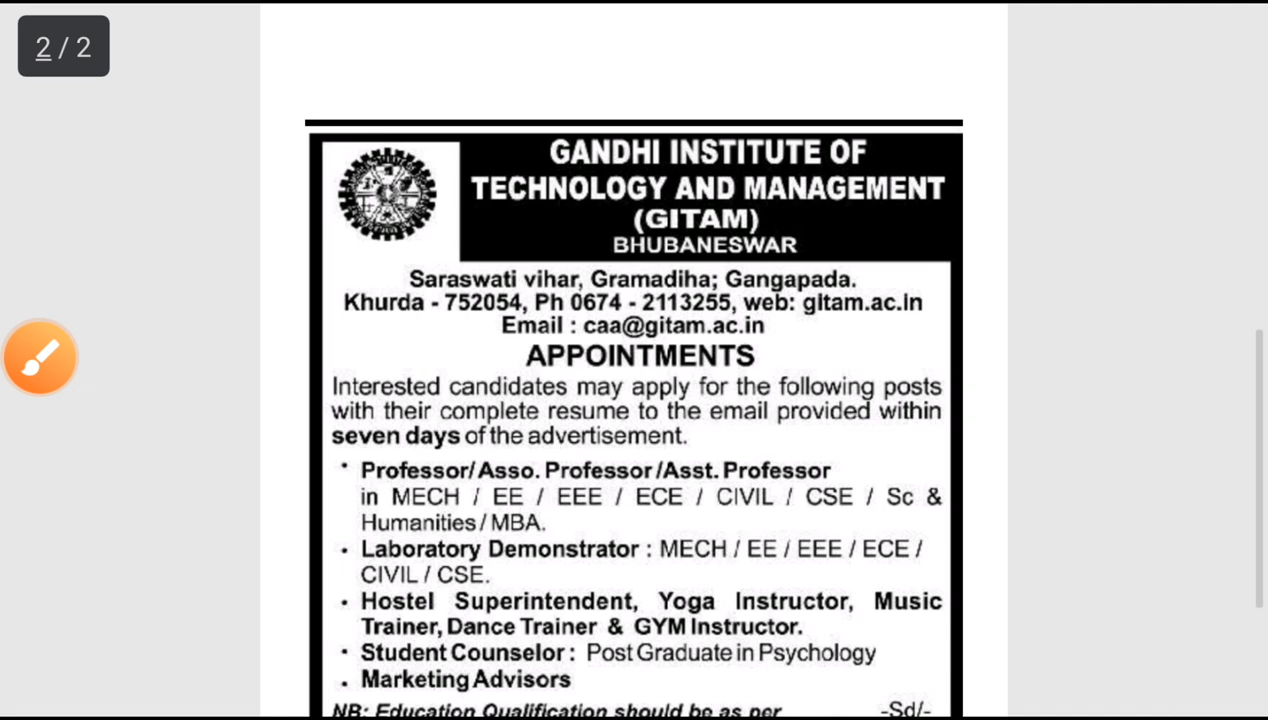 2 / 2
GANDHI INSTITUTE OF
TECHNOLOGY AND MANAGEMENT
(GITAM)
BHUBANESWAR
Saraswati vihar, Gramadiha; Gangapada.
Khurda - 752054, Ph 0674 - 2113255, web: gitam.ac.in
Email : caa@gitam.ac.in
APPOINTMENTS
Interested candidates may apply for the following posts
with their complete resume to the email provided within
seven days of the advertisement.
• Professor/ Asso. Professor /Asst. Professor
in MECH / EE / EEE / ECE / CIVIL / CSE / Sc &
Humanities / MBA.
• Laboratory Demonstrator : MECH / EE / EEE / ECE /
CIVIL / CSE.
• Hostel Superintendent, Yoga Instructor, Music
Trainer, Dance Trainer & GYM Instructor.
• Student Counselor : Post Graduate in Psychology
• Marketing Advisors
NB: Education Qualification should be as per -Sd/-